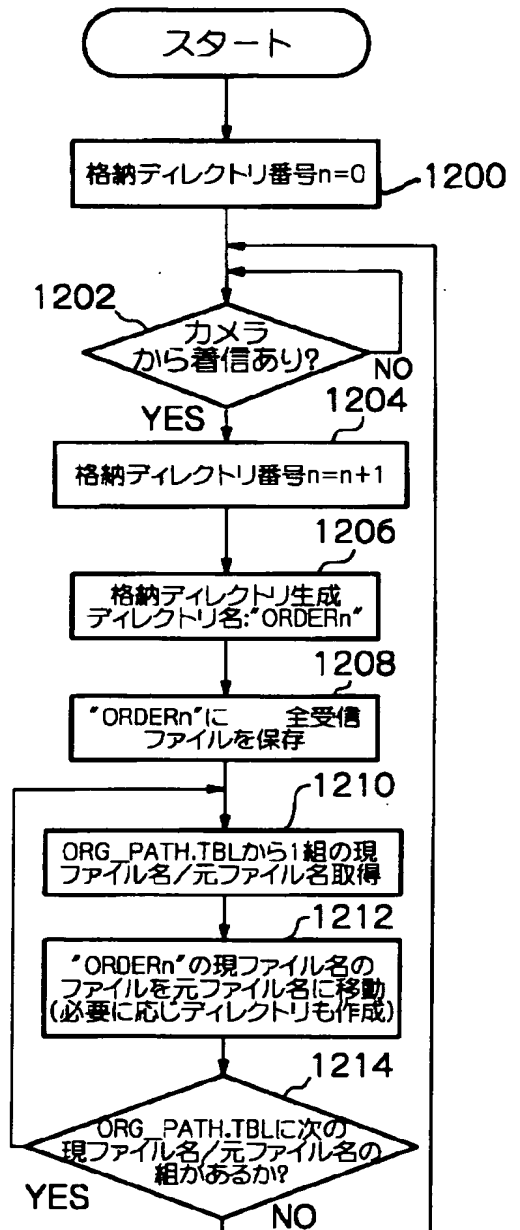 スタート
格納ディレクトリ番号n=0
1200
1202
カメラ
から着信あり?
NO
YES
1204
格納ディレクトリ番号n=n+1
1206
格納ディレクトリ生成
ディレクトリ名:"ORDERn"
1208
"ORDERn"に 全受信
ファイルを保存
1210
ORG_PATH.TBLから1組の現
ファイル名/元ファイル名取得
1212
"ORDERn"の現ファイル名の
ファイルを元ファイル名に移動
(必要に応じディレクトリも作成)
1214
ORG_PATH.TBLに次の
現ファイル名/元ファイル名の
組があるか?
YES
NO